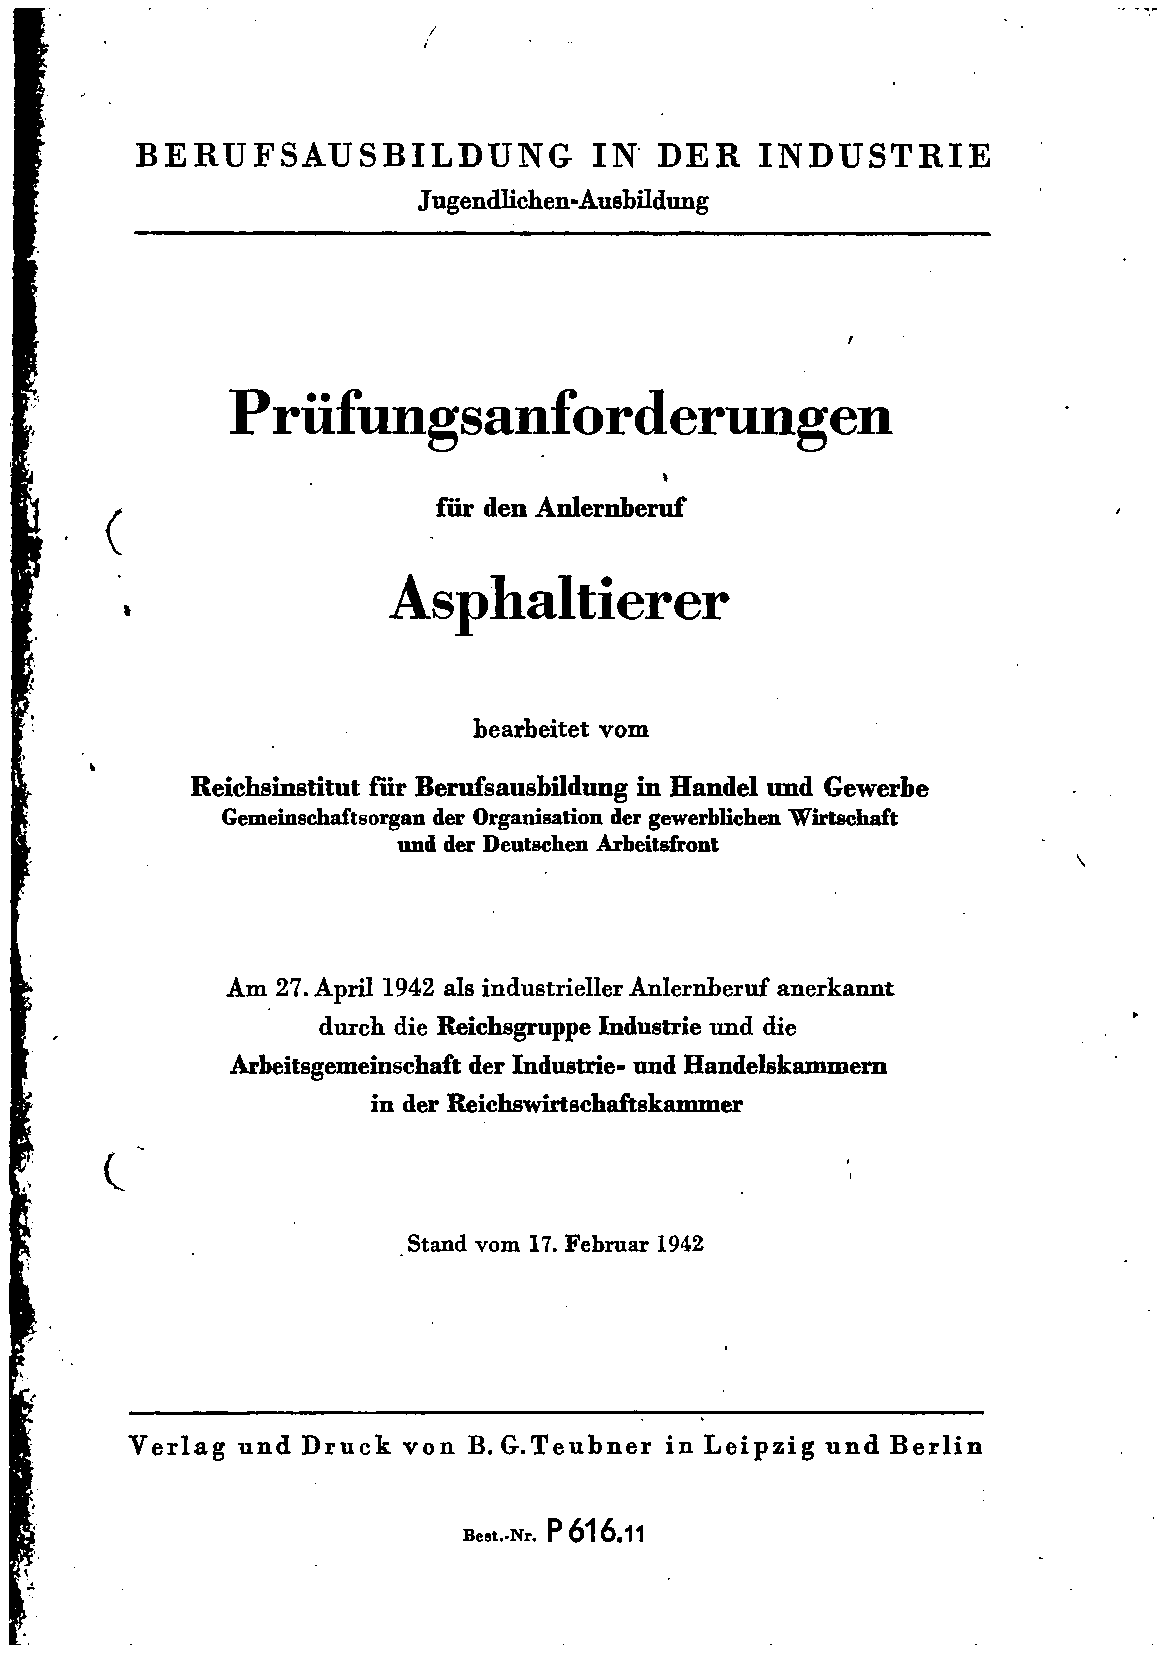 BERUFSAUSBILDUNG IN DER INDUSTRIE
Jugendlichen-Ausbildung
Prüfungsanforderungen
für den Anlernberuf
Asphaltierer
bearbeitet vom
Reichsinstitut für Berufsausbildung in Handel und Gewerbe
Gemeinschaftsorgan der Organisation der gewerblichen Wirtschaft
und der Deutschen Arbeitsfront
Am 27. April 1942 als industrieller Anlernberuf anerkannt
durch die Reichsgruppe Industrie und die
Arbeitsgemeinschaft der Industrie- und Handelskammern
in der Reichswirtschaftskammer
Stand vom 17. Februar 1942
Verlag und Druck von B. G. Teubner in Leipzig und Berlin
Best.-Nr. P 616.11